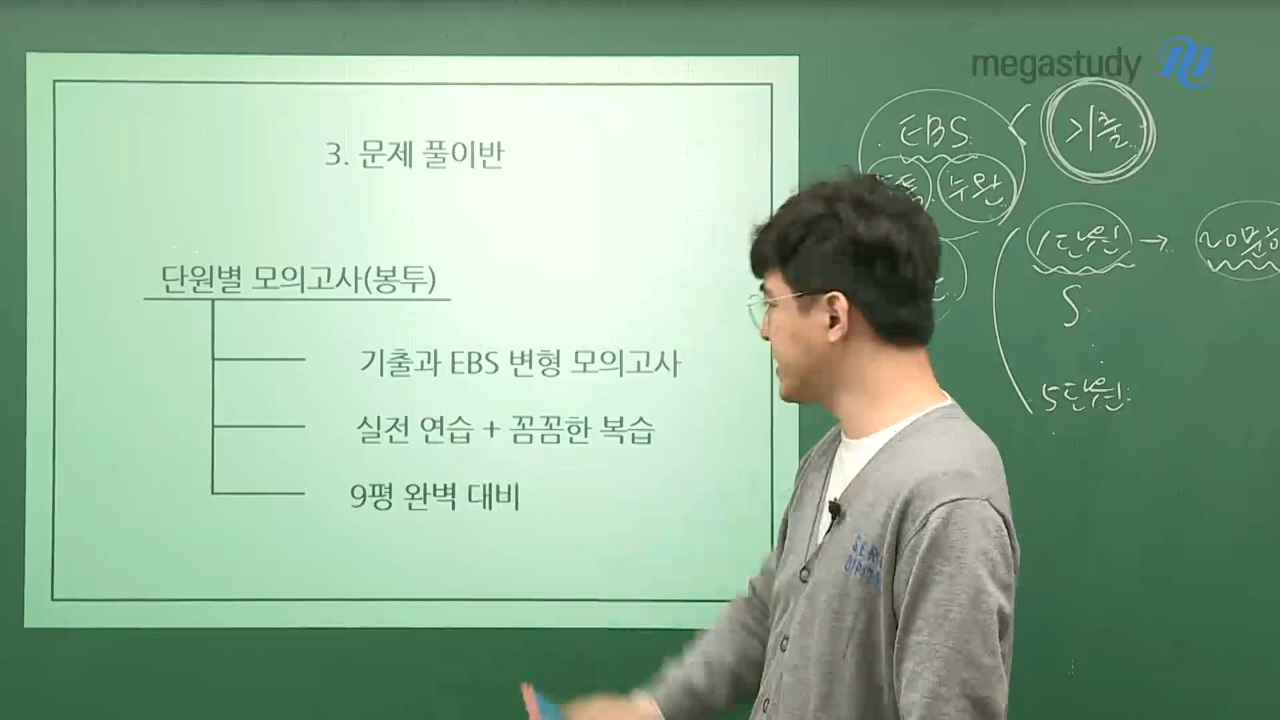 megastudy
3. 문제 풀이반
단원별 모의고사(봉투)
기출과 EBS 변형 모의고사
실전 연습 + 꼼꼼한 복습
9평 완벽 대비
EBS
기출
수완
1단원 →
5
5단원